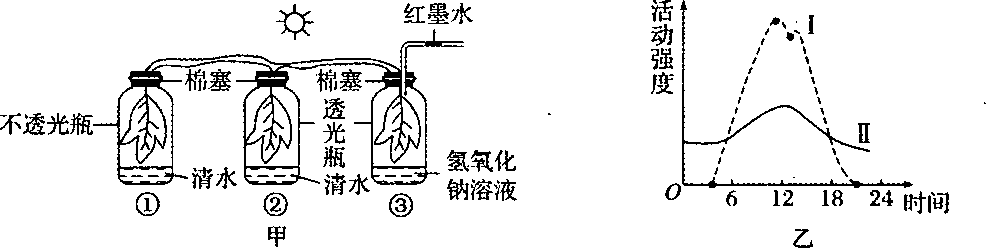 红墨水
棉塞 棉塞
不透光瓶
透光瓶
清水 清水
氢氧化
钠溶液
① ② ③
甲
活动强度
Ⅰ
Ⅱ
O 6 12 18 24 时间
乙